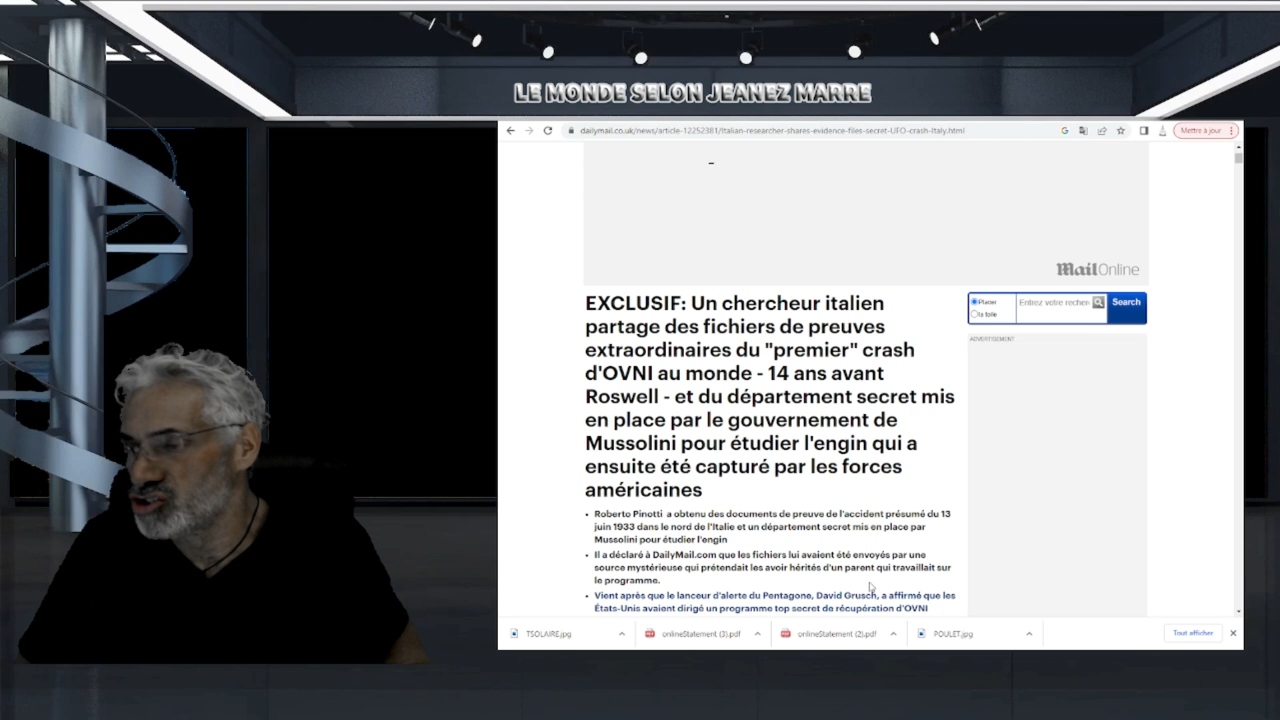 LE MONDE SELON JEANEZ MARRE
dailymail.co.uk/news/article-12252381/Italian-researcher-shares-evidence-files-secret-UFO-crash-Italy.html
Mettre à jour
MailOnline
EXCLUSIF: Un chercheur italien
partage des fichiers de preuves
extraordinaires du "premier" crash
d'OVNI au monde - 14 ans avant
Roswell - et du département secret mis
en place par le gouvernement de
Mussolini pour étudier l'engin qui a
ensuite été capturé par les forces
américaines
Placer
la toile
Entrez votre recher
Search
ADVERTISEMENT
• Roberto Pinotti a obtenu des documents de preuve de l'accident présumé du 13
juin 1933 dans le nord de l'Italie et un département secret mis en place par
Mussolini pour étudier l'engin
• Il a déclaré à DailyMail.com que les fichiers lui avaient été envoyés par une
source mystérieuse qui prétendait les avoir hérités d'un parent qui travaillait sur
le programme.
• Vient après que le lanceur d'alerte du Pentagone, David Grusch, a affirmé que les
États-Unis avaient dirigé un programme top secret de récupération d'OVNI
TSOLAIRE.jpg
onlineStatement (3).pdf
onlineStatement (2).pdf
POULET.jpg
Tout afficher